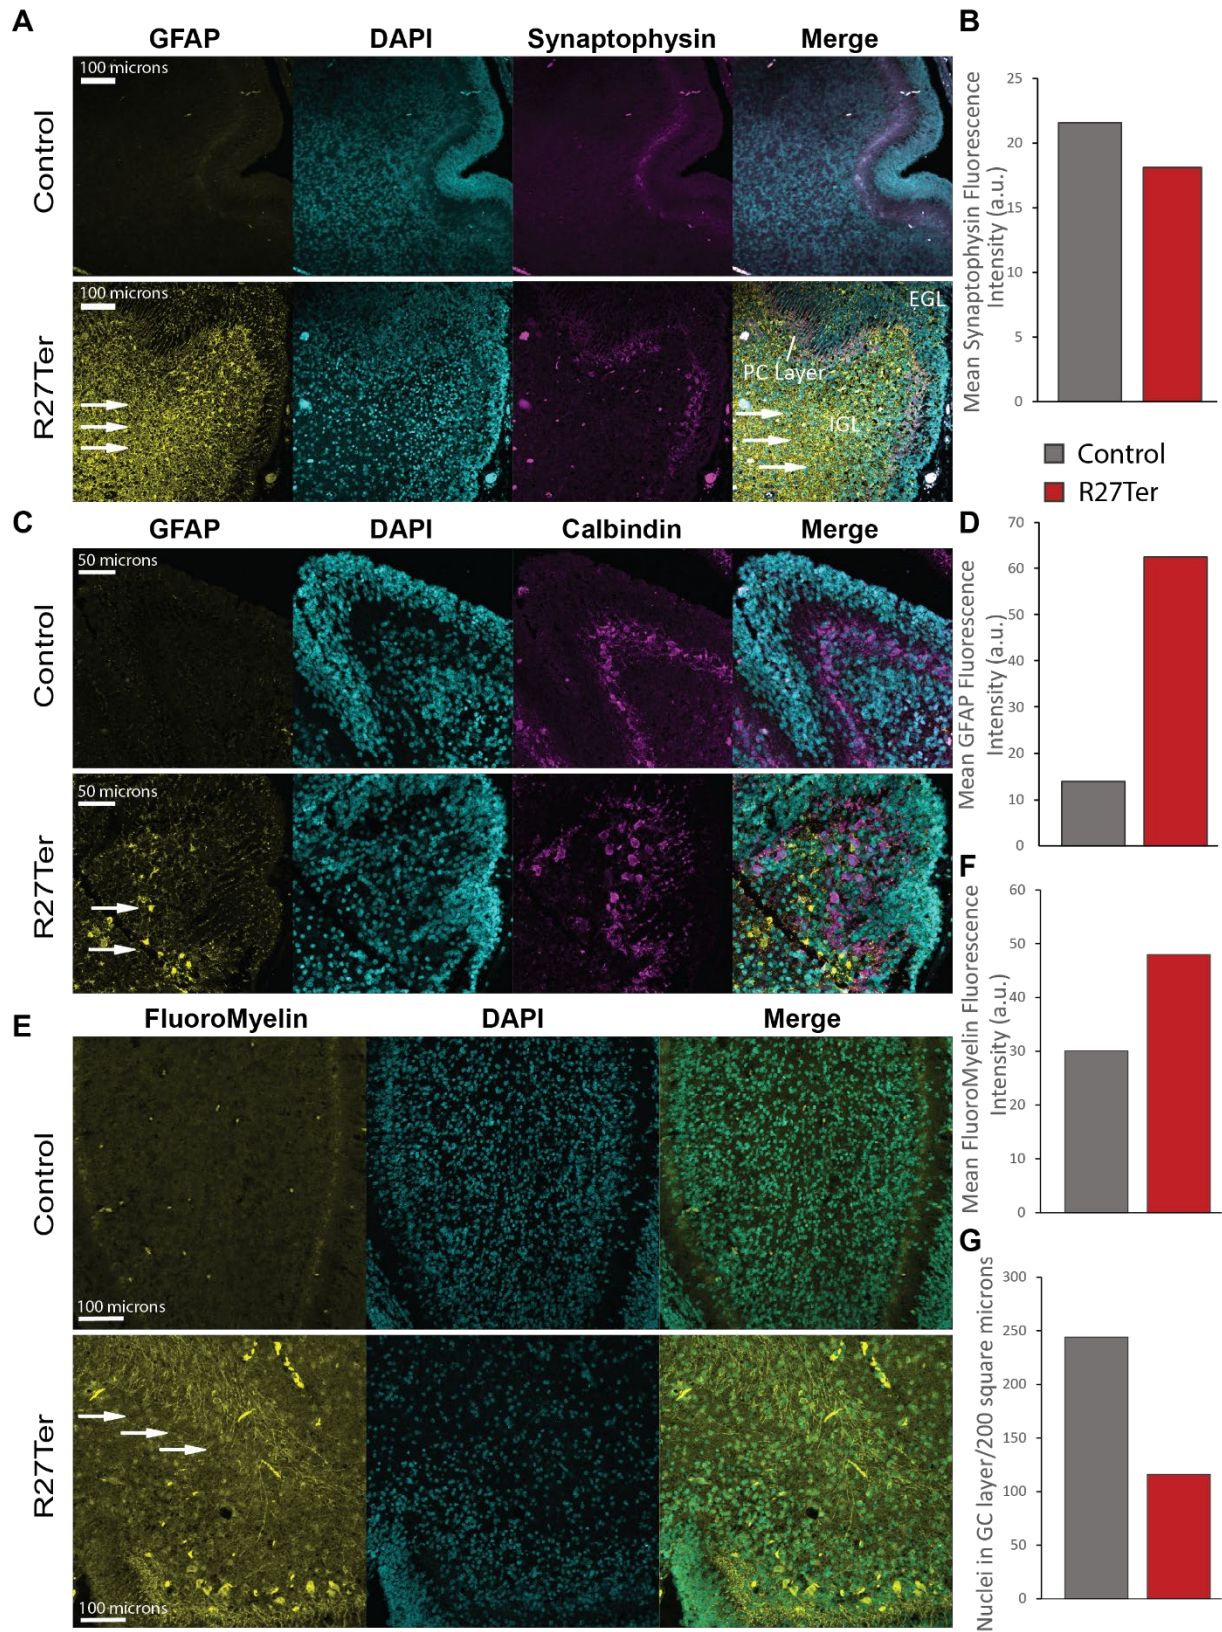 A
GFAP DAPI Synaptophysin Merge
Control
100 microns
R27Ter
100 microns
EGL
PC Layer
IGL
B
Mean Synaptophysin Fluorescence
Intensity (a.u.)
25
20
15
10
5
0
Control
R27Ter
C
GFAP DAPI Calbindin Merge
Control
50 microns
R27Ter
50 microns
D
Mean GFAP Fluorescence
Intensity (a.u.)
70
60
50
40
30
20
10
0
E
FluoroMyelin DAPI Merge
Control
100 microns
R27Ter
100 microns
F
Mean FluoroMyelin Fluorescence
Intensity (a.u.)
60
50
40
30
20
10
0
G
Nuclei in GC layer/200 square microns
300
250
200
150
100
50
0